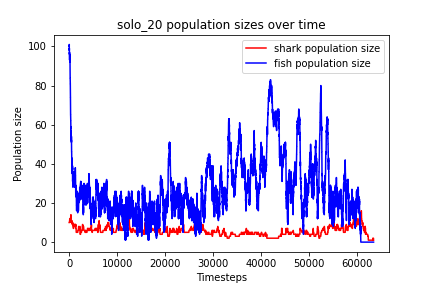 solo_20 population sizes over time
shark population size
fish population size
Population size
100
80
60
40
20
0
0 10000 20000 30000 40000 50000 60000
Timesteps